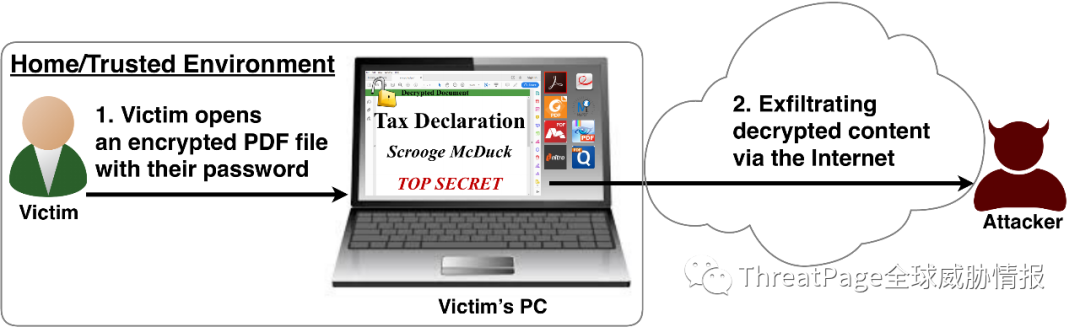 Home/Trusted Environment
1. Victim opens
an encrypted PDF file
with their password
Victim
Decrypted Document
Tax Declaration
Scrooge McDuck
TOP SECRET
PDF
nitro
Victim's PC
2. Exfiltrating
decrypted content
via the Internet
Attacker
ThreatPage全球威胁情报